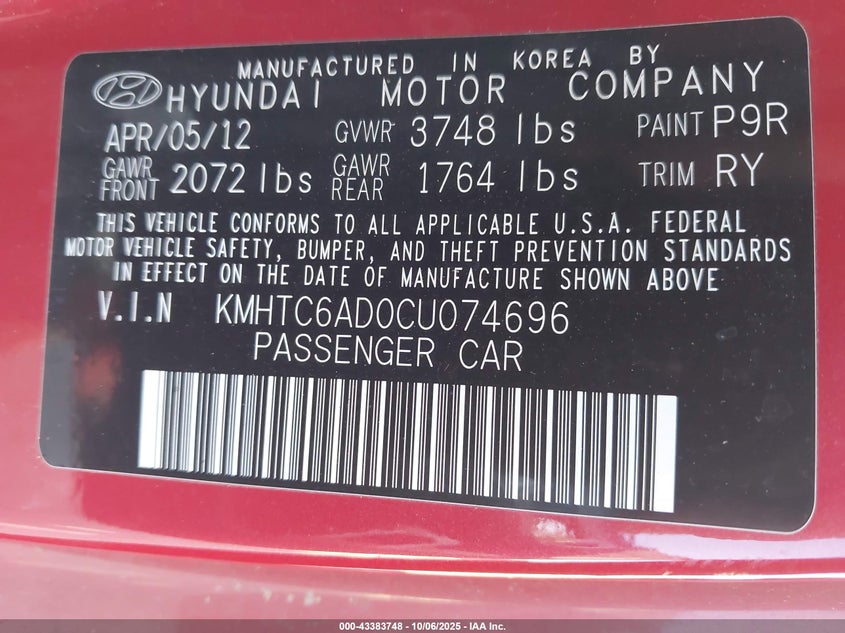 MANUFACTURED IN KOREA BY
HYUNDAI MOTOR COMPANY
APR/05/12 GVWR 3748 lbs PAINT P9R
GAWR FRONT 2072 lbs GAWR REAR 1764 lbs TRIM RY
THIS VEHICLE CONFORMS TO ALL APPLICABLE U.S.A. FEDERAL
MOTOR VEHICLE SAFETY, BUMPER, AND THEFT PREVENTION STANDARDS
IN EFFECT ON THE DATE OF MANUFACTURE SHOWN ABOVE
V.I.N KMHTC6AD0CU074696
PASSENGER CAR
000-43383748 - 10/06/2025 - IAA Inc.